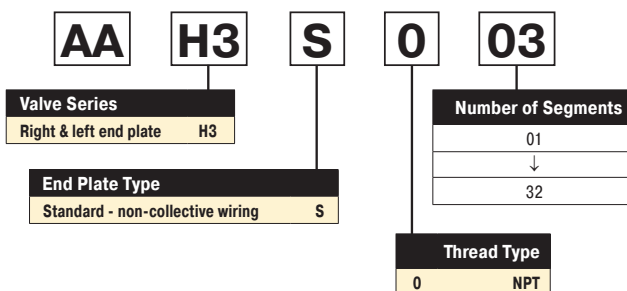 AA H3 S 0 03
Valve Series
Right & left end plate H3
Number of Segments
01
↓
32
End Plate Type
Standard - non-collective wiring S
Thread Type
0 NPT